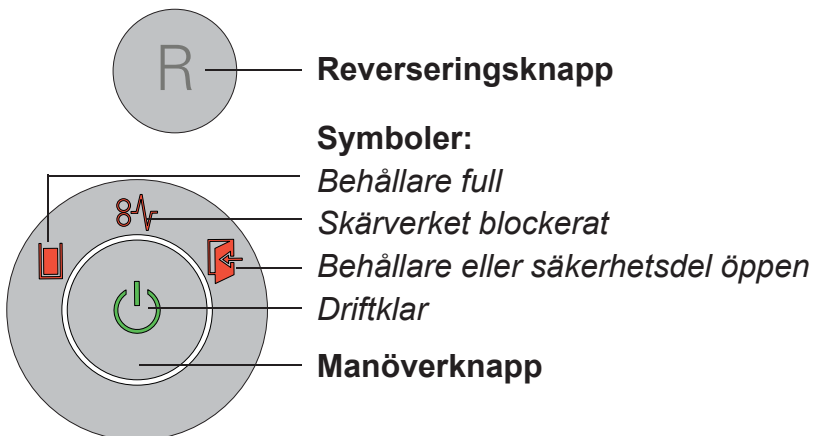 R
Reverseringsknapp
Symboler:
Behållare full
Skärverket blockerat
Behållare eller säkerhetsdel öppen
Driftklar
Manöverknapp